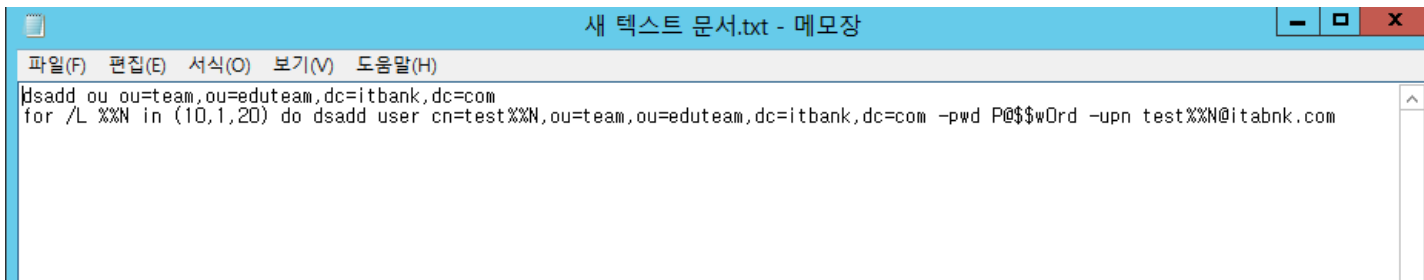 새 텍스트 문서.txt - 메모장
파일(F) 편집(E) 서식(O) 보기(V) 도움말(H)
dsadd ou ou=team,ou=eduteam,dc=itbank,dc=com
for /L %%N in (10,1,20) do dsadd user cn=test%%N,ou=team,ou=eduteam,dc=itbank,dc=com -pwd P@$$w0rd -upn test%%N@itabnk.com